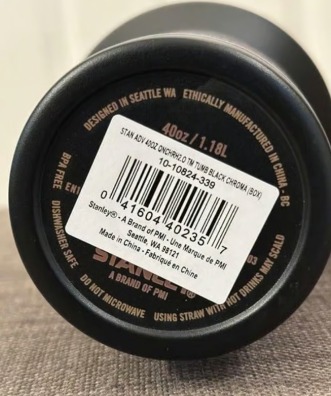 DESIGNED IN SEATTLE WA
ETHICALLY MANUFACTURED IN CHINA - BC
40oz / 1.18L
STAN ADV 40OZ QNCHRH2.O TM TUMB BLACK CHROMA (BOX)
10-10824-339
0 41604 40235 7
Stanley® - A Brand of PMI - Une Marque de PMI
Seattle, WA 98121
Made in China - Fabriqué en Chine
STANLEY®
A BRAND OF PMI
BPA FREE
DISHWASHER SAFE
DO NOT MICROWAVE
USING STRAW WITH HOT DRINKS MAY SCALD